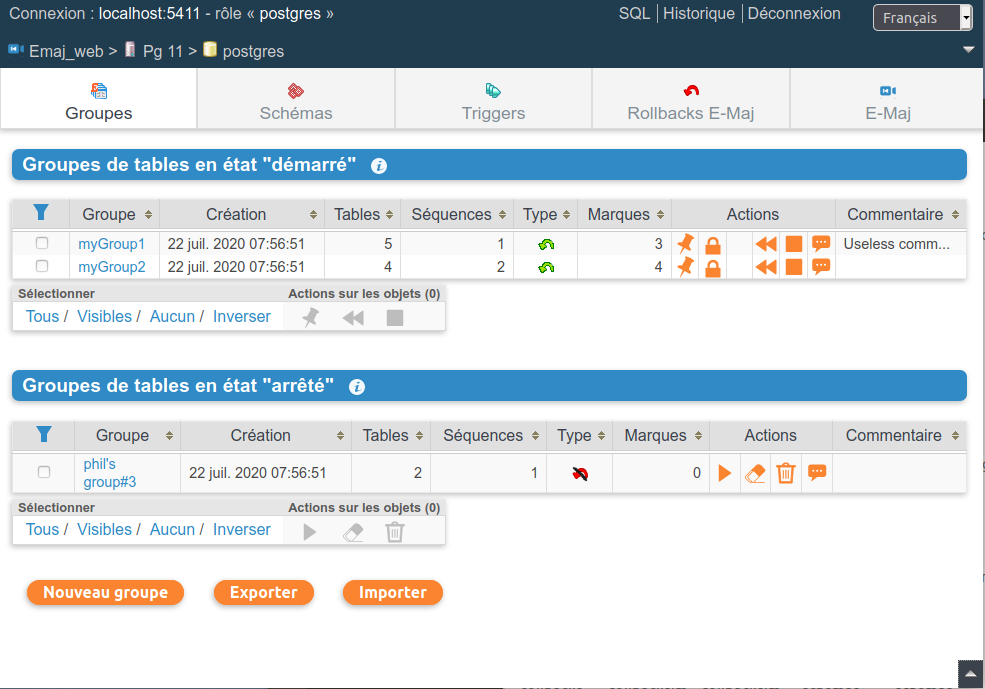 Connexion : localhost:5411 - rôle « postgres »
SQL | Historique | Déconnexion
Français
Emaj_web > Pg 11 > postgres
Groupes
Schémas
Triggers
Rollbacks E-Maj
E-Maj
Groupes de tables en état "démarré"
Groupe Création Tables Séquences Type Marques Actions Commentaire
myGroup1 22 juil. 2020 07:56:51 5 1 3 Useless comm...
myGroup2 22 juil. 2020 07:56:51 4 2 4
Sélectionner Actions sur les objets (0)
Tous / Visibles / Aucun / Inverser
Groupes de tables en état "arrêté"
Groupe Création Tables Séquences Type Marques Actions Commentaire
phil's
group#3 22 juil. 2020 07:56:51 2 1 0
Sélectionner Actions sur les objets (0)
Tous / Visibles / Aucun / Inverser
Nouveau groupe Exporter Importer